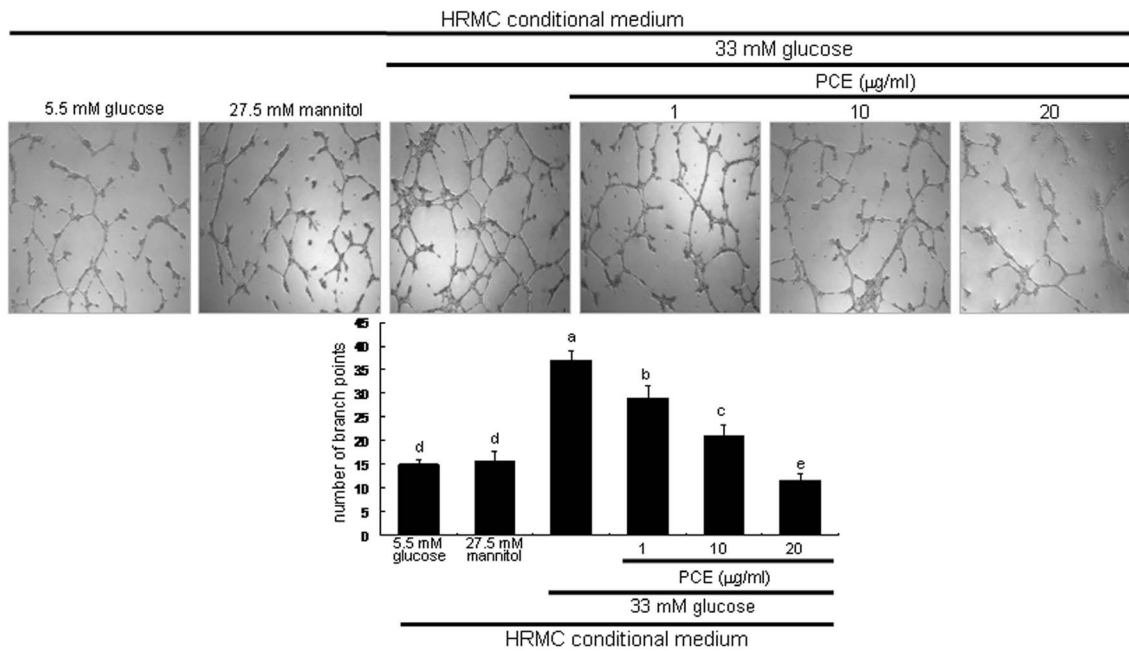 HRMC conditional medium
33 mM glucose
PCE (μg/ml)
5.5 mM glucose 27.5 mM mannitol 1 10 20
45
40
35
30
25
20
15
10
5
0
number of branch points
d d a b c e
5.5 mM glucose
27.5 mM mannitol
1 10 20
PCE (μg/ml)
33 mM glucose
HRMC conditional medium